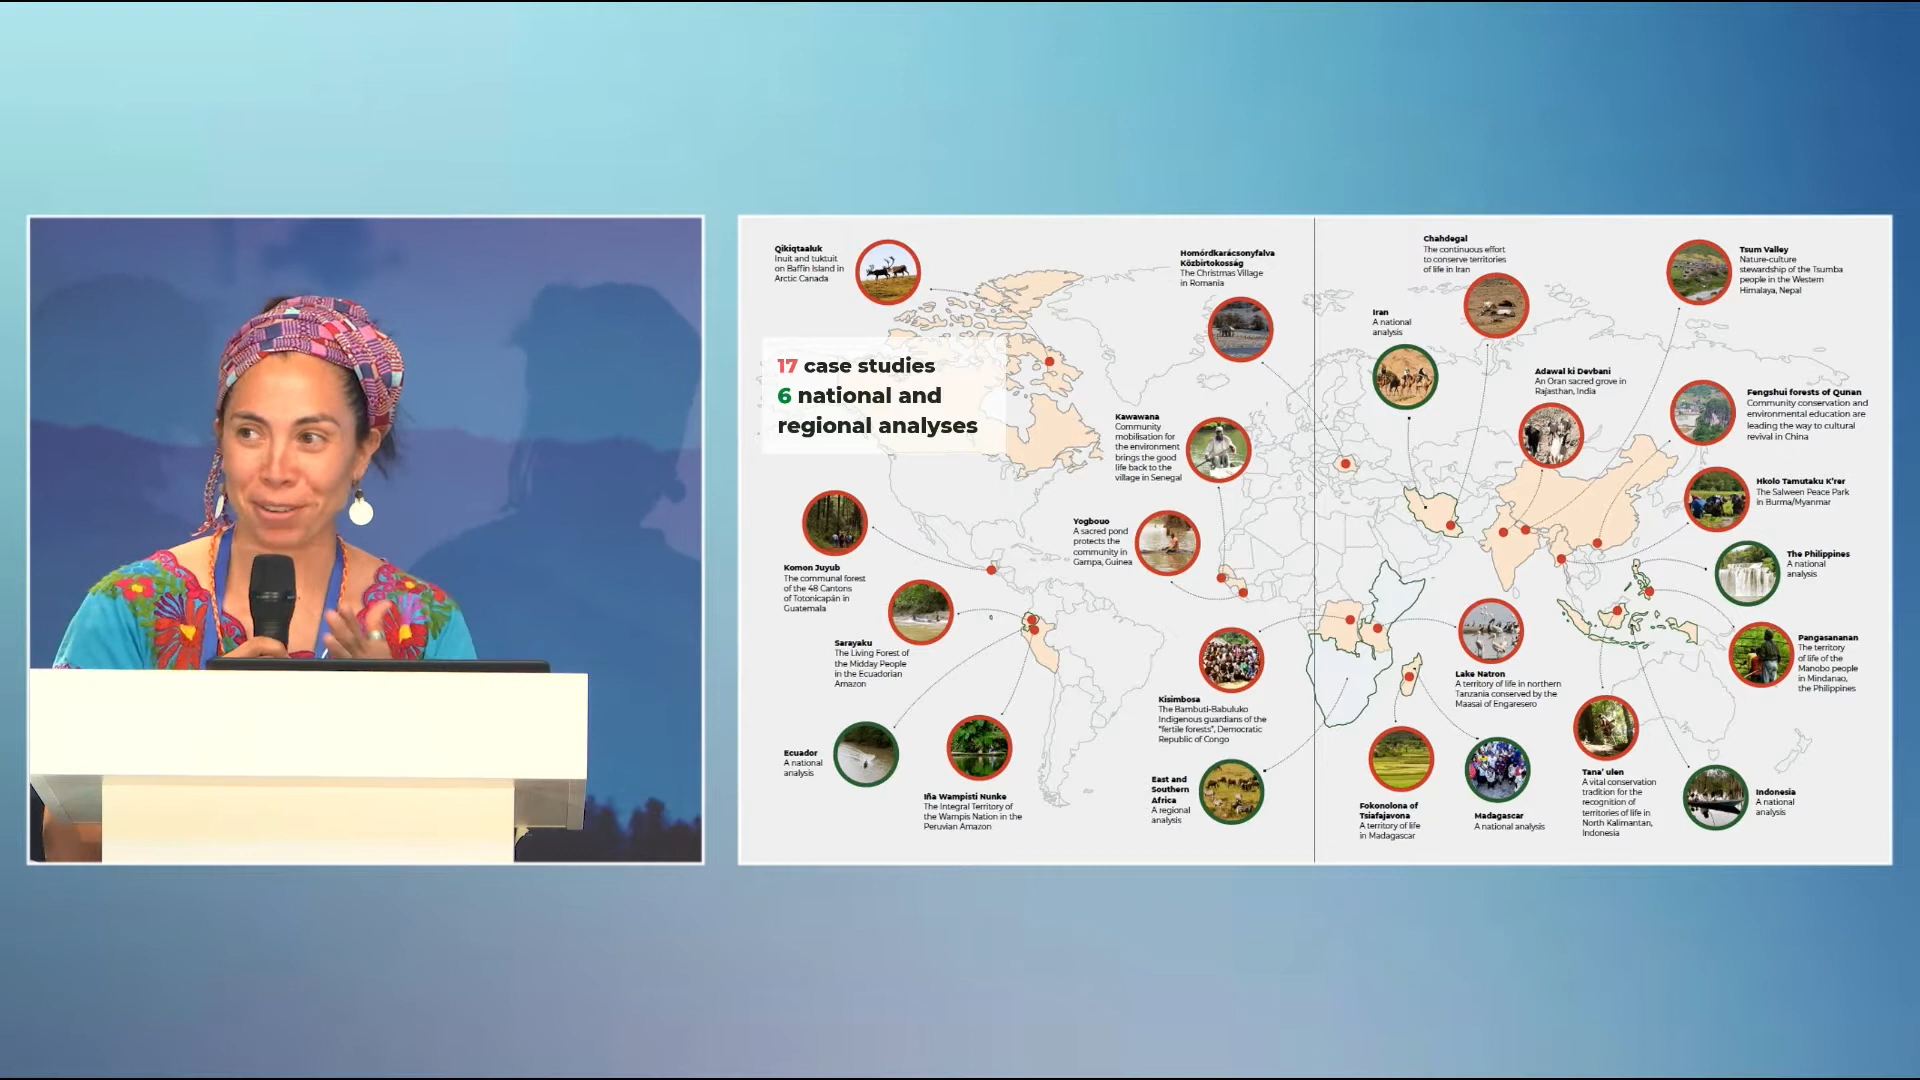 Qikiqtaaluk
Inuit and tuktuit
on Baffin Island in
Arctic Canada
17 case studies
6 national and
regional analyses
Komon Juyub
The communal forest
of the 48 Cantons
of Totonicapán in
Guatemala
Sarayaku
The Living Forest of
the Midday People
in the Ecuadorian
Amazon
Ecuador
A national
analysis
Iña Wampisti Nunke
The Integral Territory of
the Wampis Nation in the
Peruvian Amazon
Homórdkarácsonyfalva
Közbirtokosság
The Christmas Village
in Romania
Kawawana
Community
mobilisation for
the environment
brings the good
life back to the
village in Senegal
Yogbouo
A sacred pond
protects the
community in
Gampa, Guinea
Kisimbosa
The Bambuti-Babuluko
Indigenous guardians of the
"fertile forests", Democratic
Republic of Congo
East and
Southern
Africa
A regional
analysis
Chahdegal
The continuous effort
to conserve territories
of life in Iran
Iran
A national
analysis
Adawal ki Devbani
An Oran sacred grove in
Rajasthan, India
Tsum Valley
Nature-culture
stewardship of the Tsumba
people in the Western
Himalaya, Nepal
Fengshui forests of Qunan
Community conservation and
environmental education are
leading the way to cultural
revival in China
Hkolo Tamutaku K'rer
The Salween Peace Park
in Burma/Myanmar
The Philippines
A national
analysis
Pangasananan
The territory
of life of the
Manobo people
in Mindanao,
the Philippines
Lake Natron
A territory of life in northern
Tanzania conserved by the
Maasai of Engaresero
Fokonolona of
Tsiafajavona
A territory of life
in Madagascar
Madagascar
A national analysis
Tana' ulen
A vital conservation
tradition for the
recognition of
territories of life in
North Kalimantan,
Indonesia
Indonesia
A national
analysis